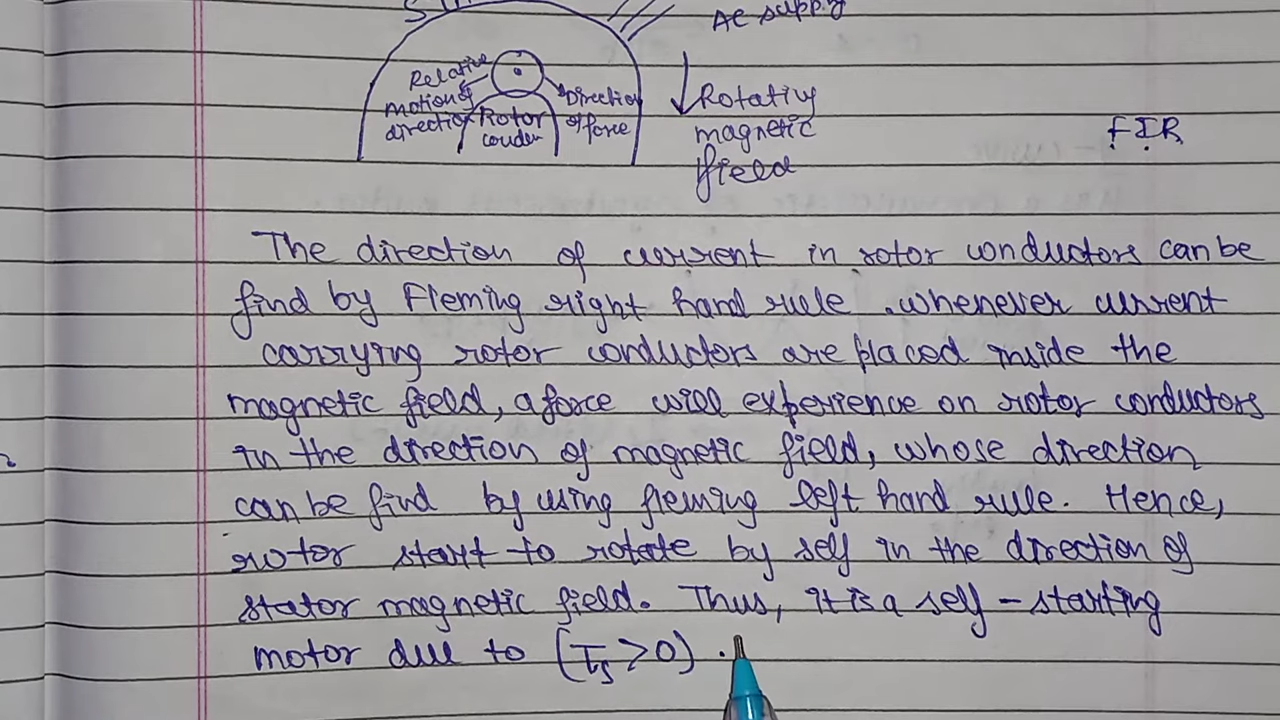 AC supply
Relative
motion of
direction
Rotor
Direction
of force
Rotating
magnetic
field
FIR
The direction of current in rotor conductors can be
find by Fleming right hand rule. whenever current
carrying rotor conductors are placed inside the
magnetic field, a force will experience on rotor conductors
in the direction of magnetic field, whose direction
can be find by using fleming left hand rule. Hence,
rotor start to rotate by self in the direction of
stator magnetic field. Thus, it is a self-starting
motor due to (Ts>0).